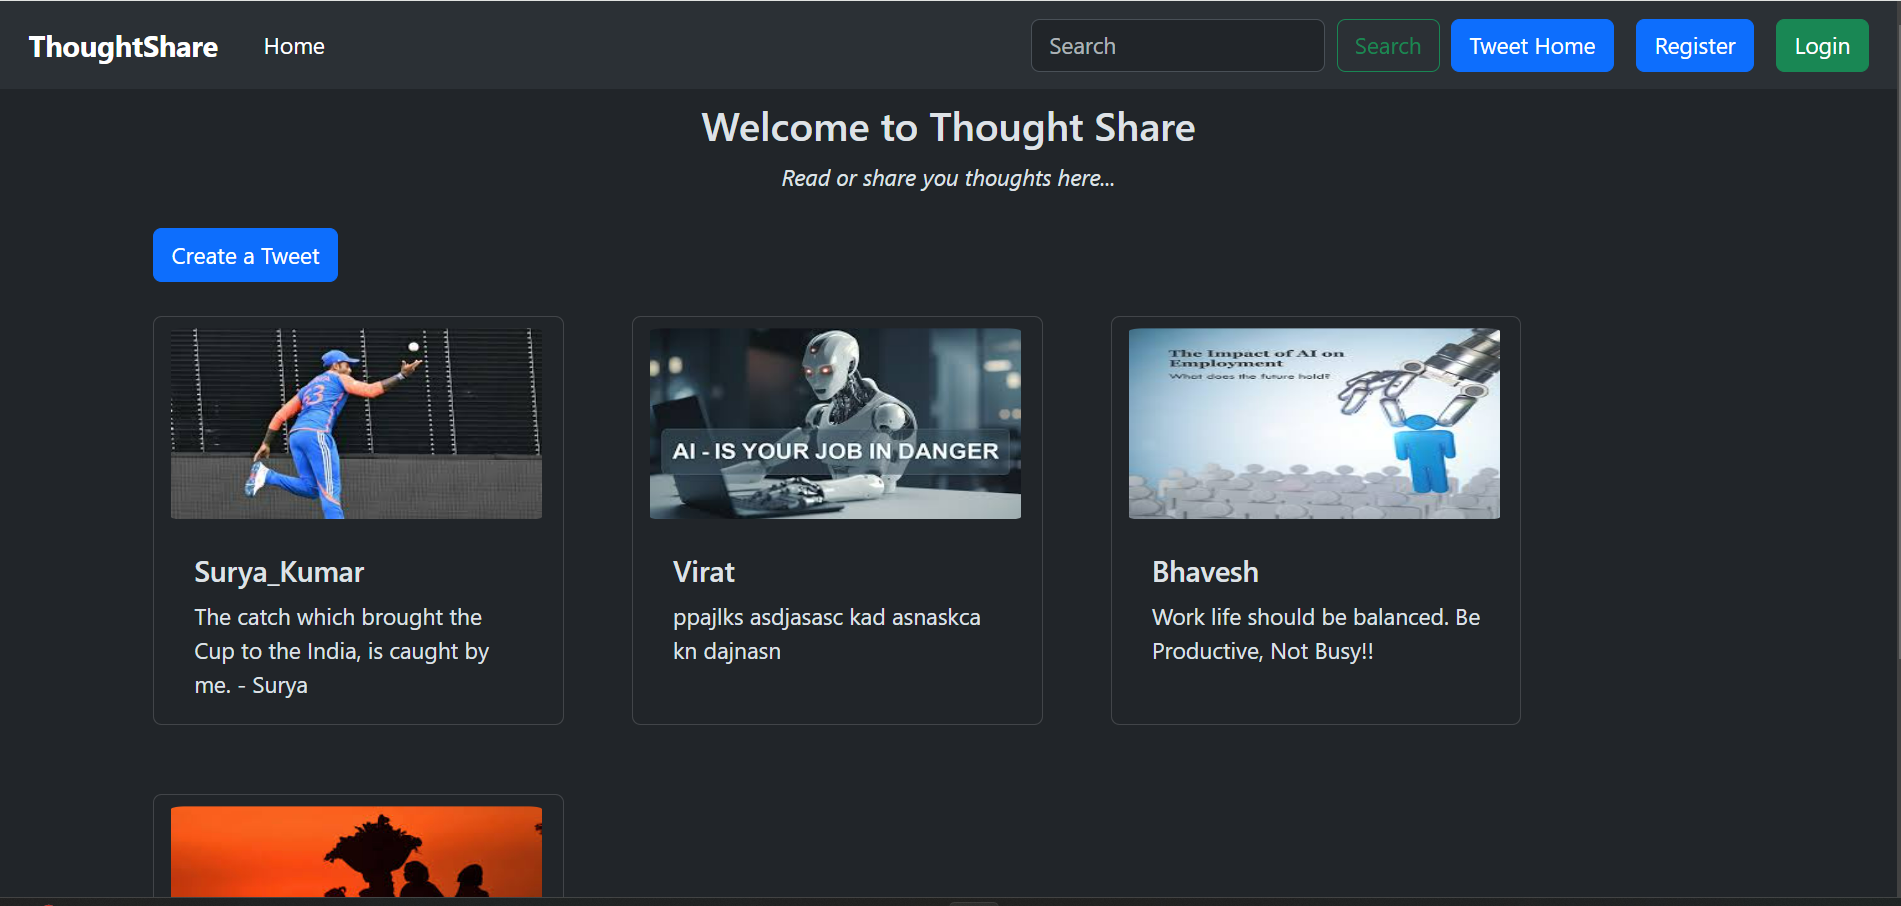 ThoughtShare Home Search Search Tweet Home Register Login
Welcome to Thought Share
Read or share you thoughts here...
Create a Tweet
33
AI - IS YOUR JOB IN DANGER
The Impact of AI on
Employment
What does the future hold?
Surya_Kumar
The catch which brought the
Cup to the India, is caught by
me. - Surya
Virat
ppajlks asdjasasc kad asnaskca
kn dajnasn
Bhavesh
Work life should be balanced. Be
Productive, Not Busy!!